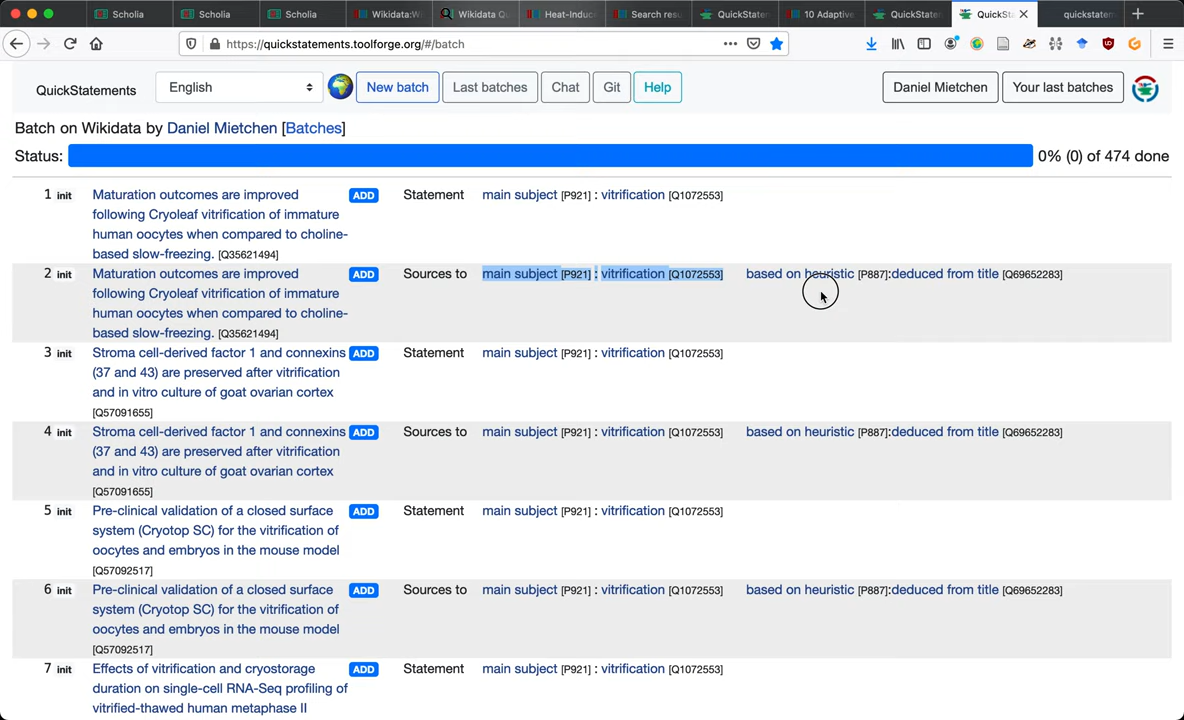 Scholia Scholia Scholia Wikidata:W Wikidata Qu Heat-Induc Search resu QuickStatem 10 Adaptive QuickState QuickSta quickstatem
https://quickstatements.toolforge.org/#/batch
QuickStatements English New batch Last batches Chat Git Help Daniel Mietchen Your last batches
Batch on Wikidata by Daniel Mietchen [Batches]
Status: 0% (0) of 474 done
1 init Maturation outcomes are improved ADD Statement main subject [P921] : vitrification [Q1072553]
following Cryoleaf vitrification of immature
human oocytes when compared to choline-
based slow-freezing. [Q35621494]
2 init Maturation outcomes are improved ADD Sources to main subject [P921] : vitrification [Q1072553] based on heuristic [P887]:deduced from title [Q69652283]
following Cryoleaf vitrification of immature
human oocytes when compared to choline-
based slow-freezing. [Q35621494]
3 init Stroma cell-derived factor 1 and connexins ADD Statement main subject [P921] : vitrification [Q1072553]
(37 and 43) are preserved after vitrification
and in vitro culture of goat ovarian cortex
[Q57091655]
4 init Stroma cell-derived factor 1 and connexins ADD Sources to main subject [P921] : vitrification [Q1072553] based on heuristic [P887]:deduced from title [Q69652283]
(37 and 43) are preserved after vitrification
and in vitro culture of goat ovarian cortex
[Q57091655]
5 init Pre-clinical validation of a closed surface ADD Statement main subject [P921] : vitrification [Q1072553]
system (Cryotop SC) for the vitrification of
oocytes and embryos in the mouse model
[Q57092517]
6 init Pre-clinical validation of a closed surface ADD Sources to main subject [P921] : vitrification [Q1072553] based on heuristic [P887]:deduced from title [Q69652283]
system (Cryotop SC) for the vitrification of
oocytes and embryos in the mouse model
[Q57092517]
7 init Effects of vitrification and cryostorage ADD Statement main subject [P921] : vitrification [Q1072553]
duration on single-cell RNA-Seq profiling of
vitrified-thawed human metaphase II